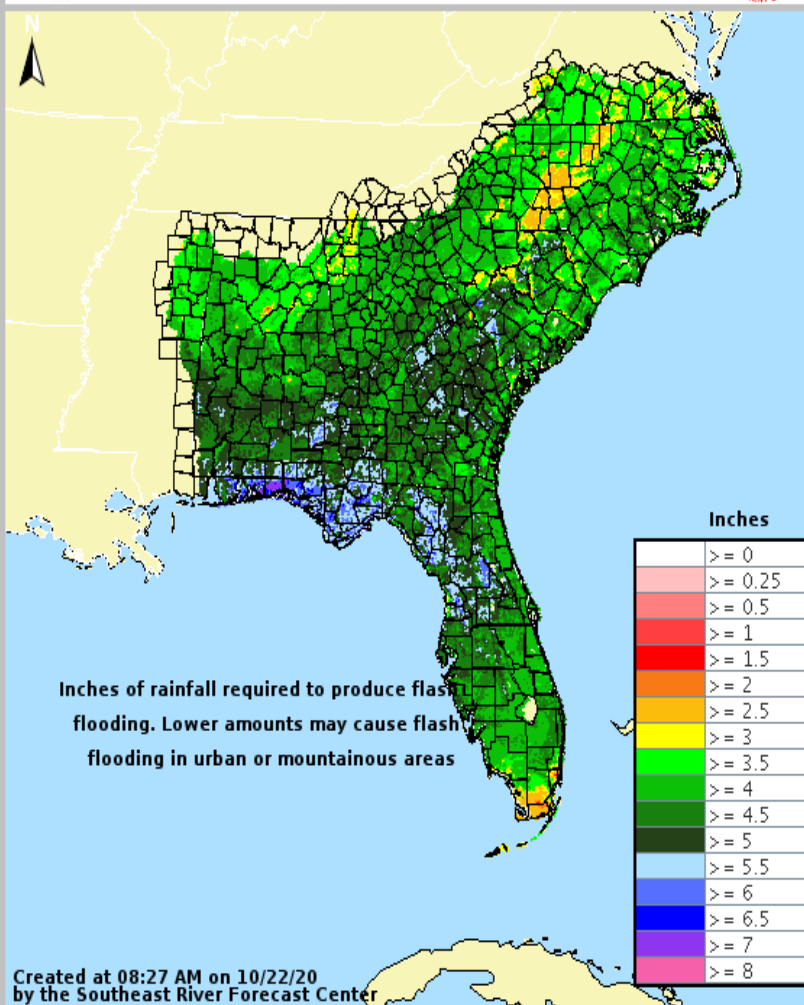 N
Inches
>= 0
>= 0.25
>= 0.5
>= 1
>= 1.5
>= 2
>= 2.5
>= 3
>= 3.5
>= 4
>= 4.5
>= 5
>= 5.5
>= 6
>= 6.5
>= 7
>= 8
Inches of rainfall required to produce flash
flooding. Lower amounts may cause flash
flooding in urban or mountainous areas
Created at 08:27 AM on 10/22/20
by the Southeast River Forecast Center